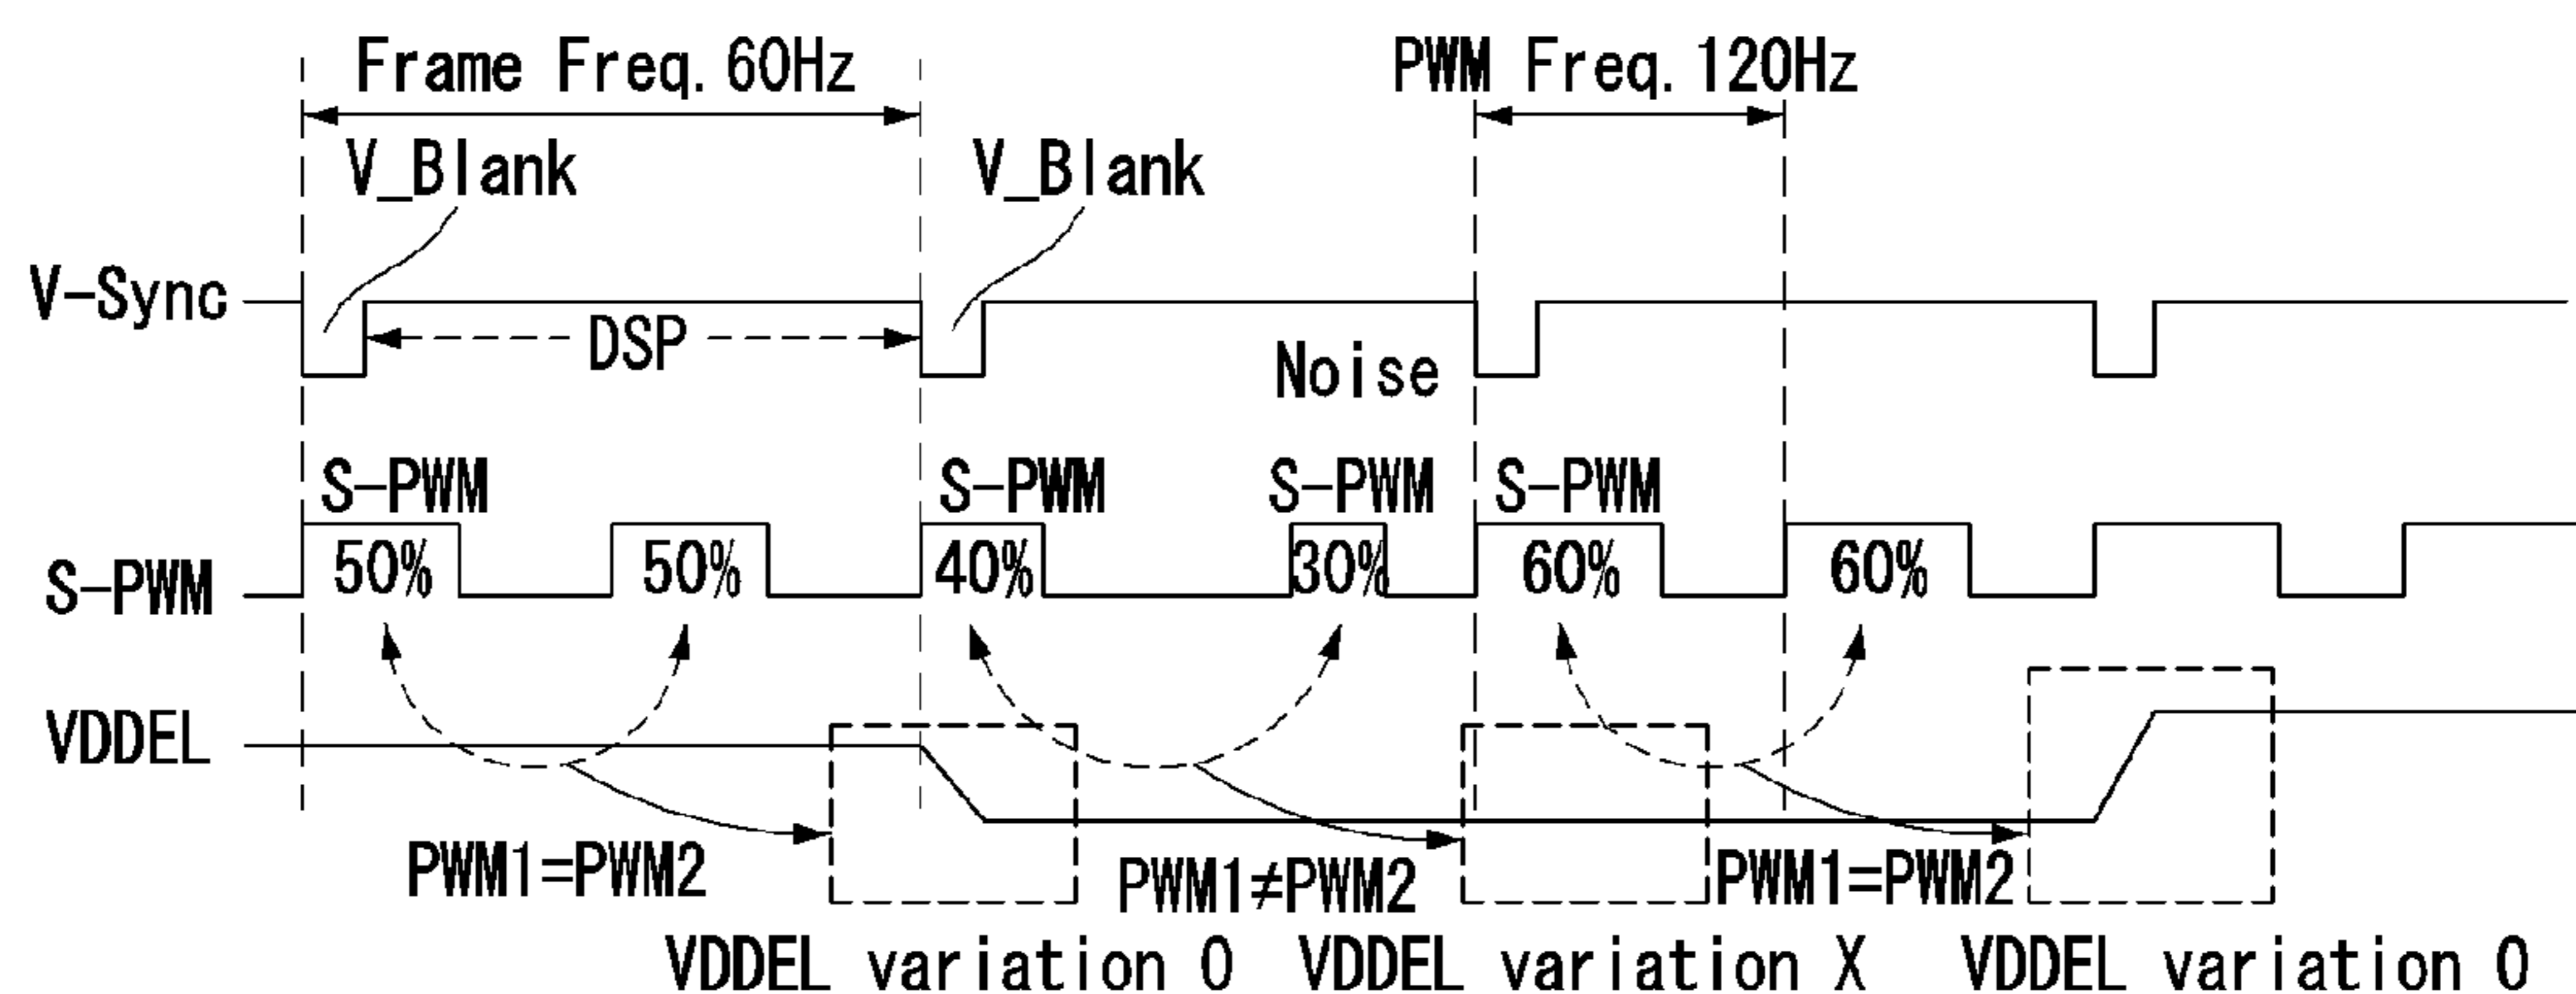 Frame Freq. 60Hz
PWM Freq. 120Hz
V_Blank
V_Blank
V-Sync
DSP
Noise
S-PWM
S-PWM
S-PWM
S-PWM
S-PWM
50%
50%
40%
30%
60%
60%
VDDEL
PWM1=PWM2
PWM1≠PWM2
PWM1=PWM2
VDDEL variation O
VDDEL variation X
VDDEL variation O